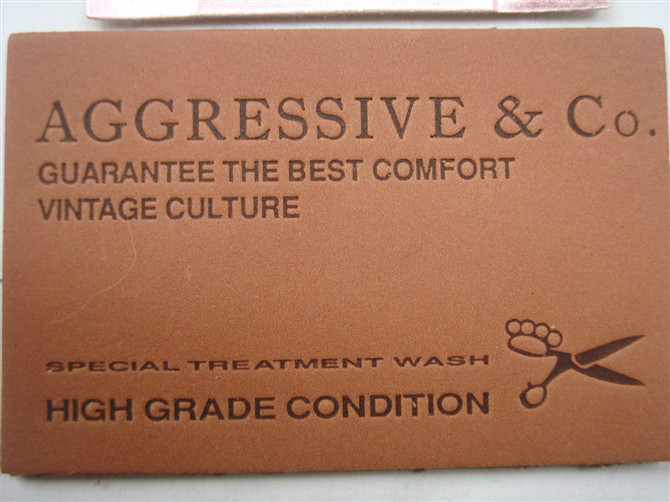 AGGRESSIVE & Co.
GUARANTEE THE BEST COMFORT
VINTAGE CULTURE
SPECIAL TREATMENT WASH
HIGH GRADE CONDITION